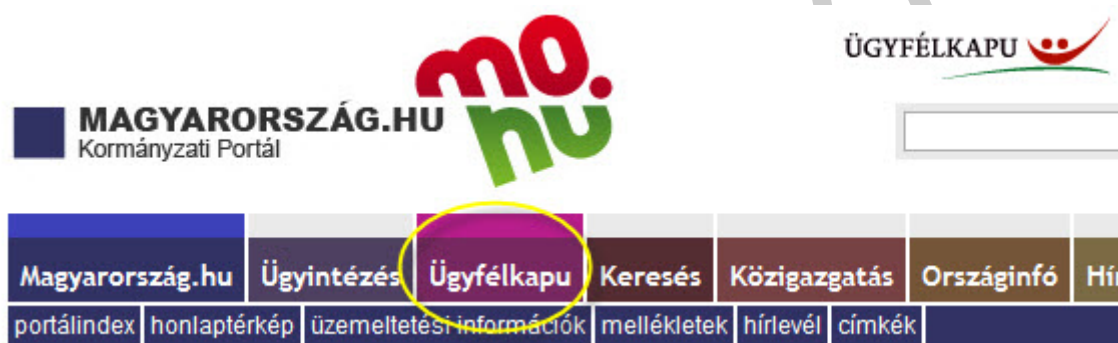 ÜGYFÉLKAPU
mo.
hu
MAGYARORSZÁG.HU
Kormányzati Portál
Magyarország.hu Ügyintézés Ügyfélkapu Keresés Közigazgatás Országinfó
portálindex honlaptérkép üzemeltetési információk mellékletek hírlevél címkék